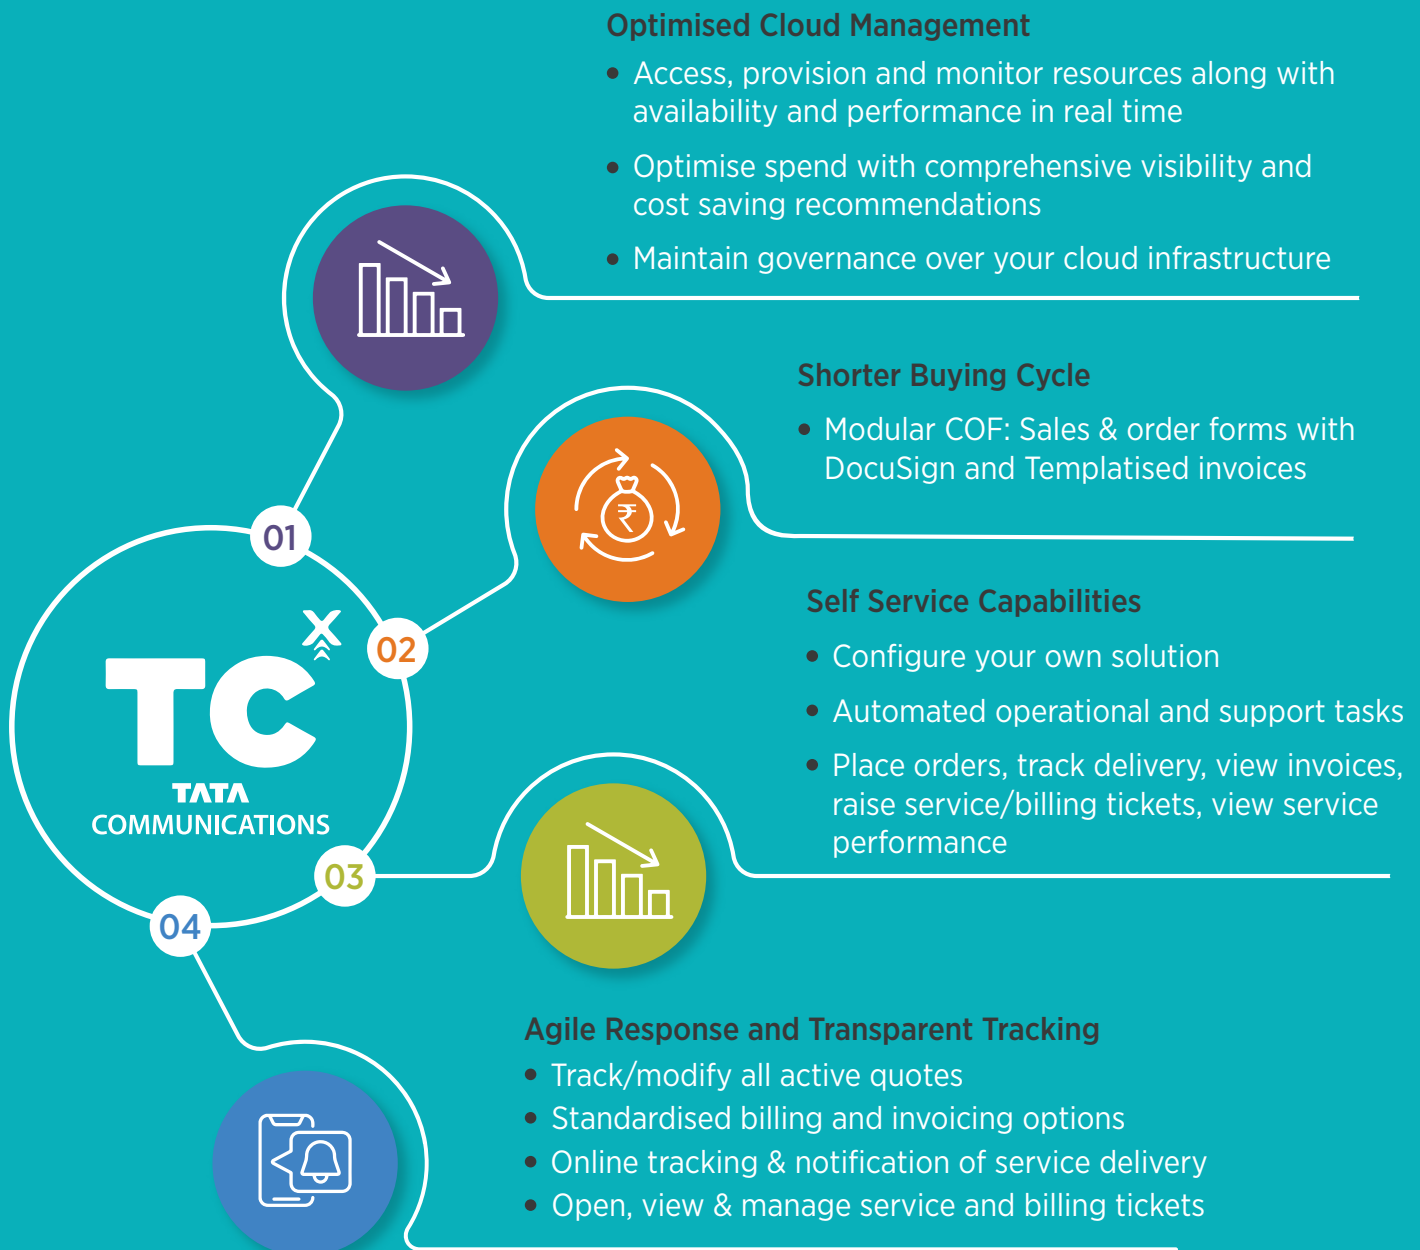 Optimised Cloud Management
• Access, provision and monitor resources along with
availability and performance in real time
• Optimise spend with comprehensive visibility and
cost saving recommendations
• Maintain governance over your cloud infrastructure
Shorter Buying Cycle
• Modular COF: Sales & order forms with
DocuSign and Templatised invoices
₹
01
02
TCX
TATA
COMMUNICATIONS
Self Service Capabilities
• Configure your own solution
• Automated operational and support tasks
• Place orders, track delivery, view invoices,
raise service/billing tickets, view service
performance
03
04
Agile Response and Transparent Tracking
• Track/modify all active quotes
• Standardised billing and invoicing options
• Online tracking & notification of service delivery
• Open, view & manage service and billing tickets